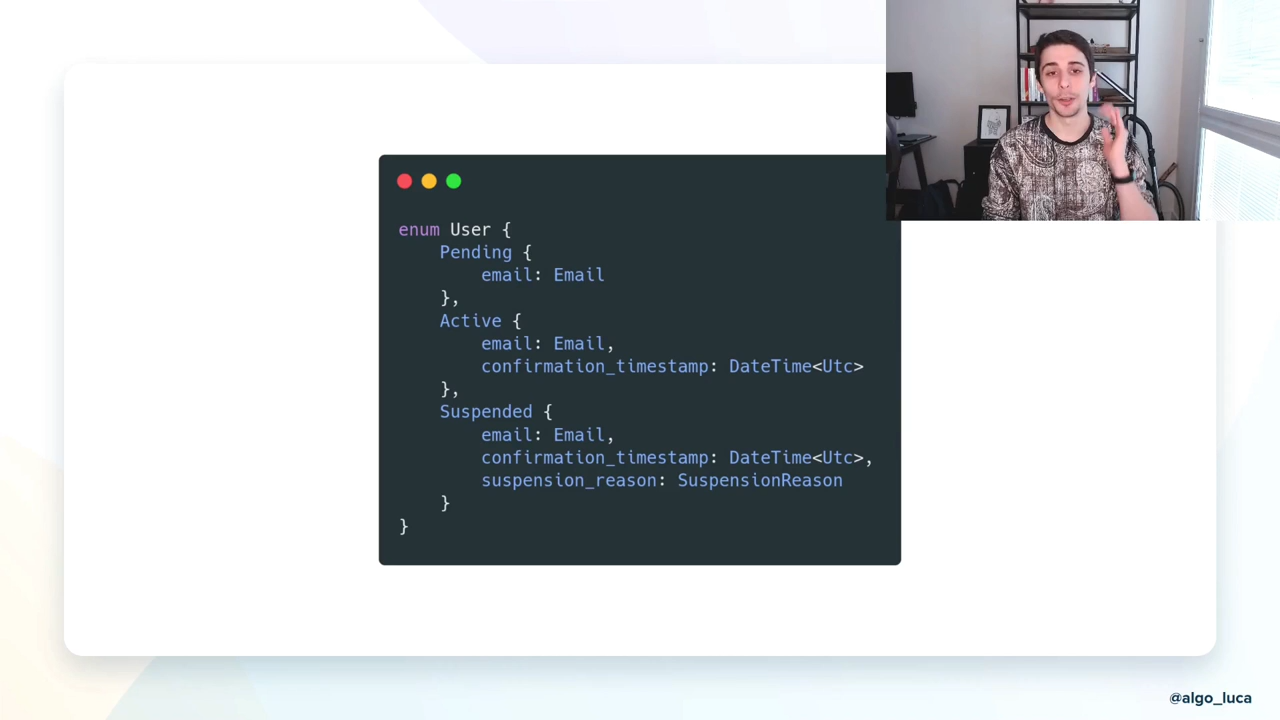 enum User {
    Pending {
        email: Email
    },
    Active {
        email: Email,
        confirmation_timestamp: DateTime<Utc>
    },
    Suspended {
        email: Email,
        confirmation_timestamp: DateTime<Utc>,
        suspension_reason: SuspensionReason
    }
}
@algo_luca